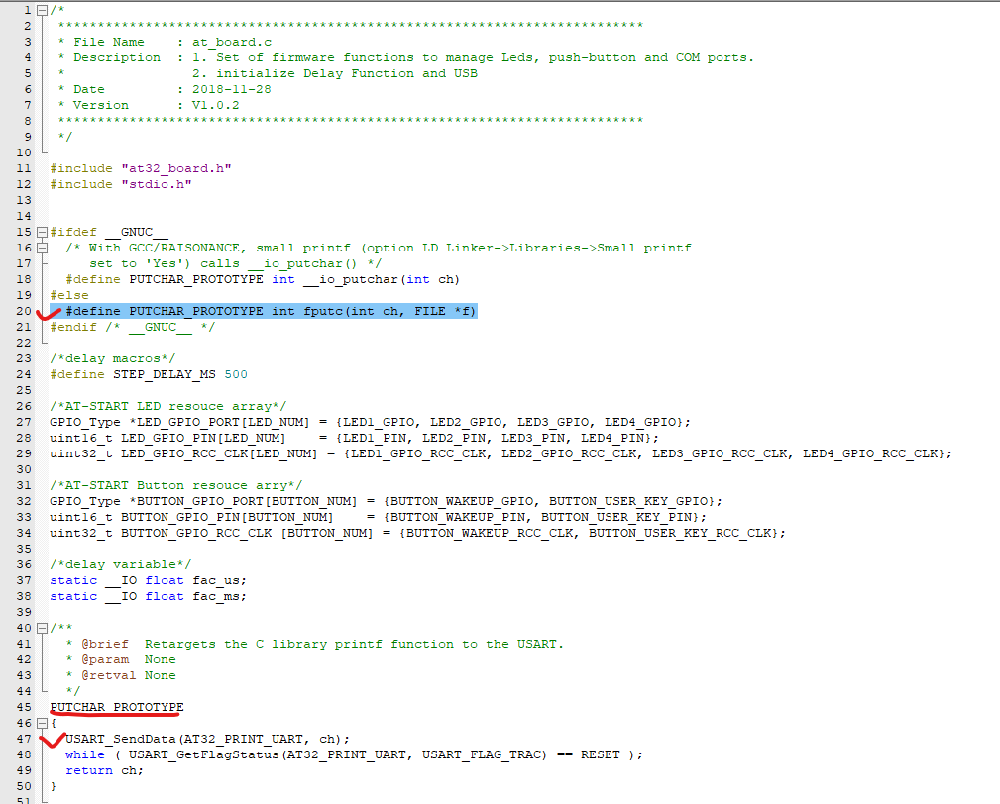 1 /*
2 **************************************************************************
3 * File Name : at_board.c
4 * Description : 1. Set of firmware functions to manage Leds, push-button and COM ports.
5 * 2. initialize Delay Function and USB
6 * Date : 2018-11-28
7 * Version : V1.0.2
8 **************************************************************************
9 */
10
11 #include "at32_board.h"
12 #include "stdio.h"
13
14
15 #ifdef __GNUC__
16 /* With GCC/RAISONANCE, small printf (option LD Linker->Libraries->Small printf
17 set to 'Yes') calls __io_putchar() */
18 #define PUTCHAR_PROTOTYPE int __io_putchar(int ch)
19 #else
20 #define PUTCHAR_PROTOTYPE int fputc(int ch, FILE *f)
21 #endif /* __GNUC__ */
22
23 /*delay macros*/
24 #define STEP_DELAY_MS 500
25
26 /*AT-START LED resouce array*/
27 GPIO_Type *LED_GPIO_PORT[LED_NUM] = {LED1_GPIO, LED2_GPIO, LED3_GPIO, LED4_GPIO};
28 uint16_t LED_GPIO_PIN[LED_NUM] = {LED1_PIN, LED2_PIN, LED3_PIN, LED4_PIN};
29 uint32_t LED_GPIO_RCC_CLK[LED_NUM] = {LED1_GPIO_RCC_CLK, LED2_GPIO_RCC_CLK, LED3_GPIO_RCC_CLK, LED4_GPIO_RCC_CLK};
30
31 /*AT-START Button resouce arry*/
32 GPIO_Type *BUTTON_GPIO_PORT[BUTTON_NUM] = {BUTTON_WAKEUP_GPIO, BUTTON_USER_KEY_GPIO};
33 uint16_t BUTTON_GPIO_PIN[BUTTON_NUM] = {BUTTON_WAKEUP_PIN, BUTTON_USER_KEY_PIN};
34 uint32_t BUTTON_GPIO_RCC_CLK [BUTTON_NUM] = {BUTTON_WAKEUP_RCC_CLK, BUTTON_USER_KEY_RCC_CLK};
35
36 /*delay variable*/
37 static __IO float fac_us;
38 static __IO float fac_ms;
39
40 /**
41 * @brief Retargets the C library printf function to the USART.
42 * @param None
43 * @retval None
44 */
45 PUTCHAR_PROTOTYPE
46 {
47 USART_SendData(AT32_PRINT_UART, ch);
48 while ( USART_GetFlagStatus(AT32_PRINT_UART, USART_FLAG_TRAC) == RESET );
49 return ch;
50 }
51